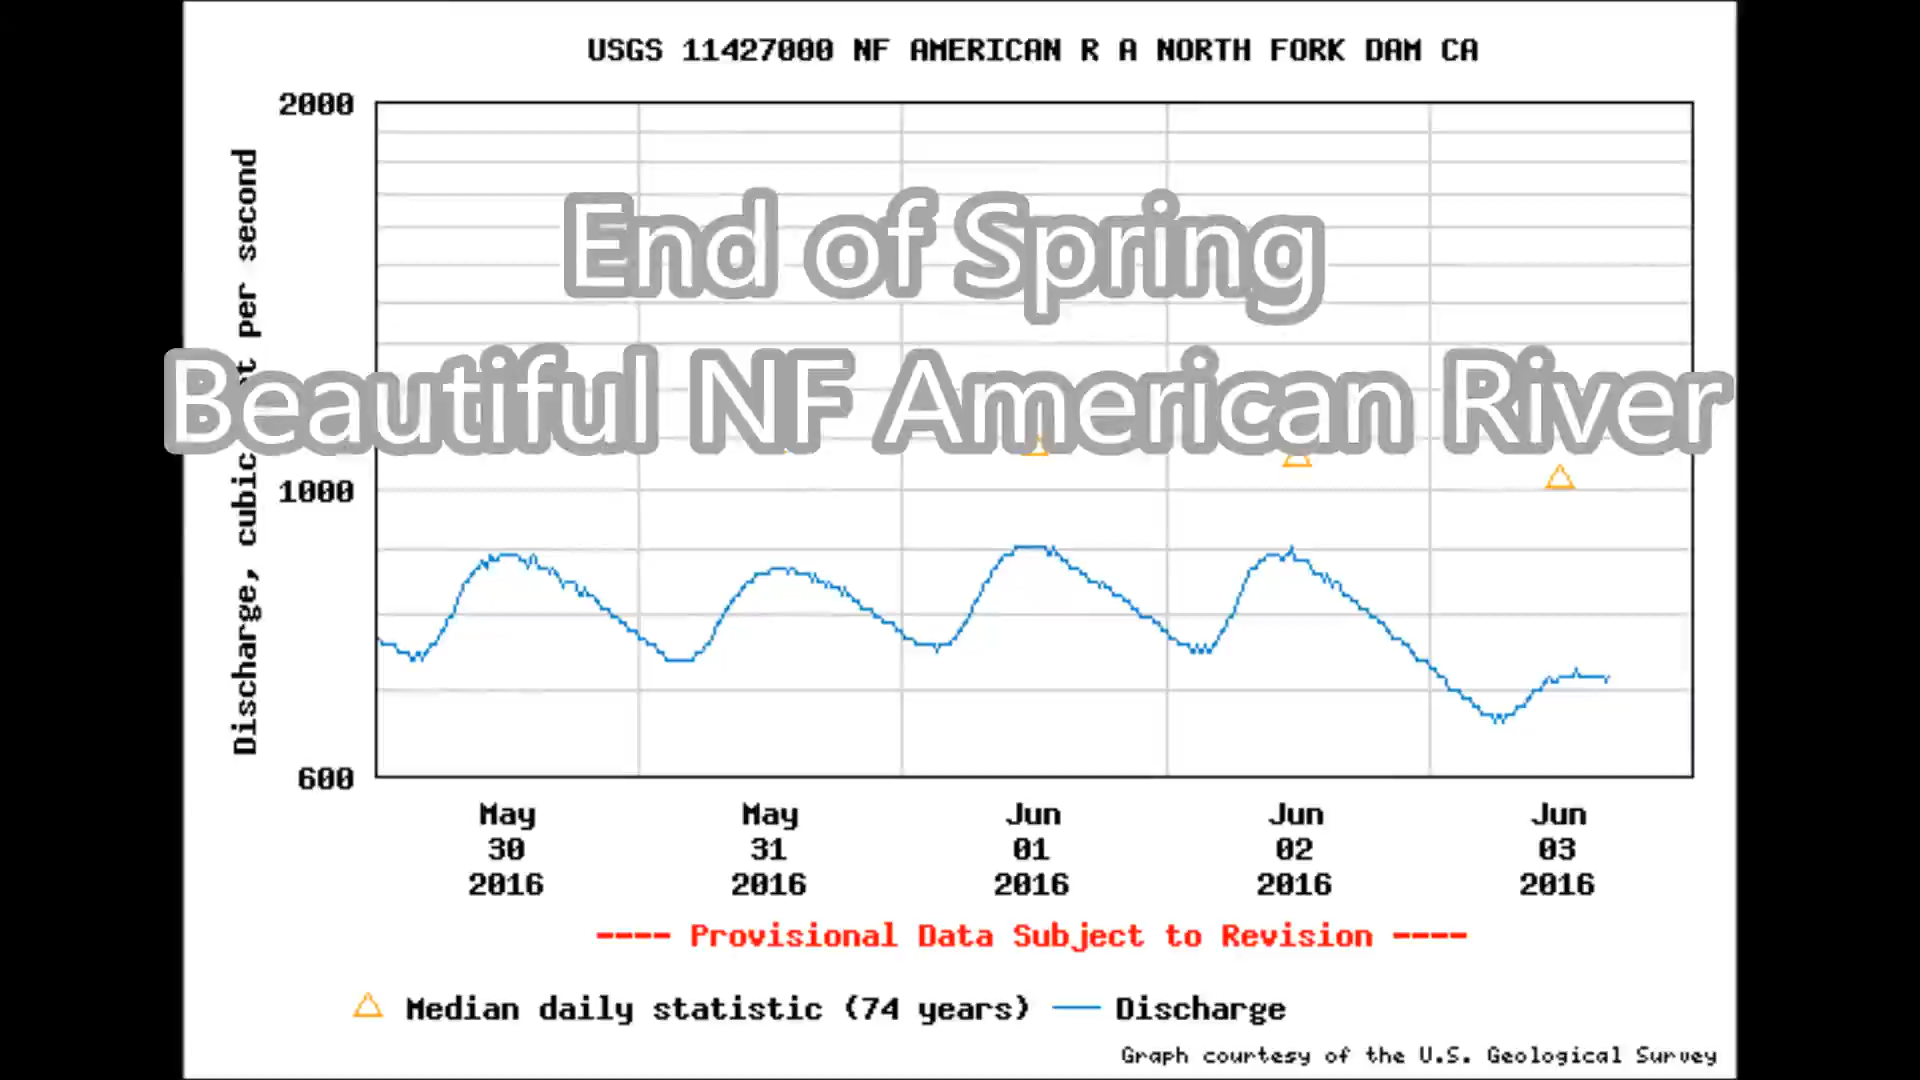 USGS 11427000 NF AMERICAN R A NORTH FORK DAM CA
2000
End of Spring
Beautiful NF American River
Discharge, cubic per second
1000
600
May May Jun Jun Jun
30 31 01 02 03
2016 2016 2016 2016 2016
---- Provisional Data Subject to Revision ----
Median daily statistic (74 years) Discharge
Graph courtesy of the U.S. Geological Survey